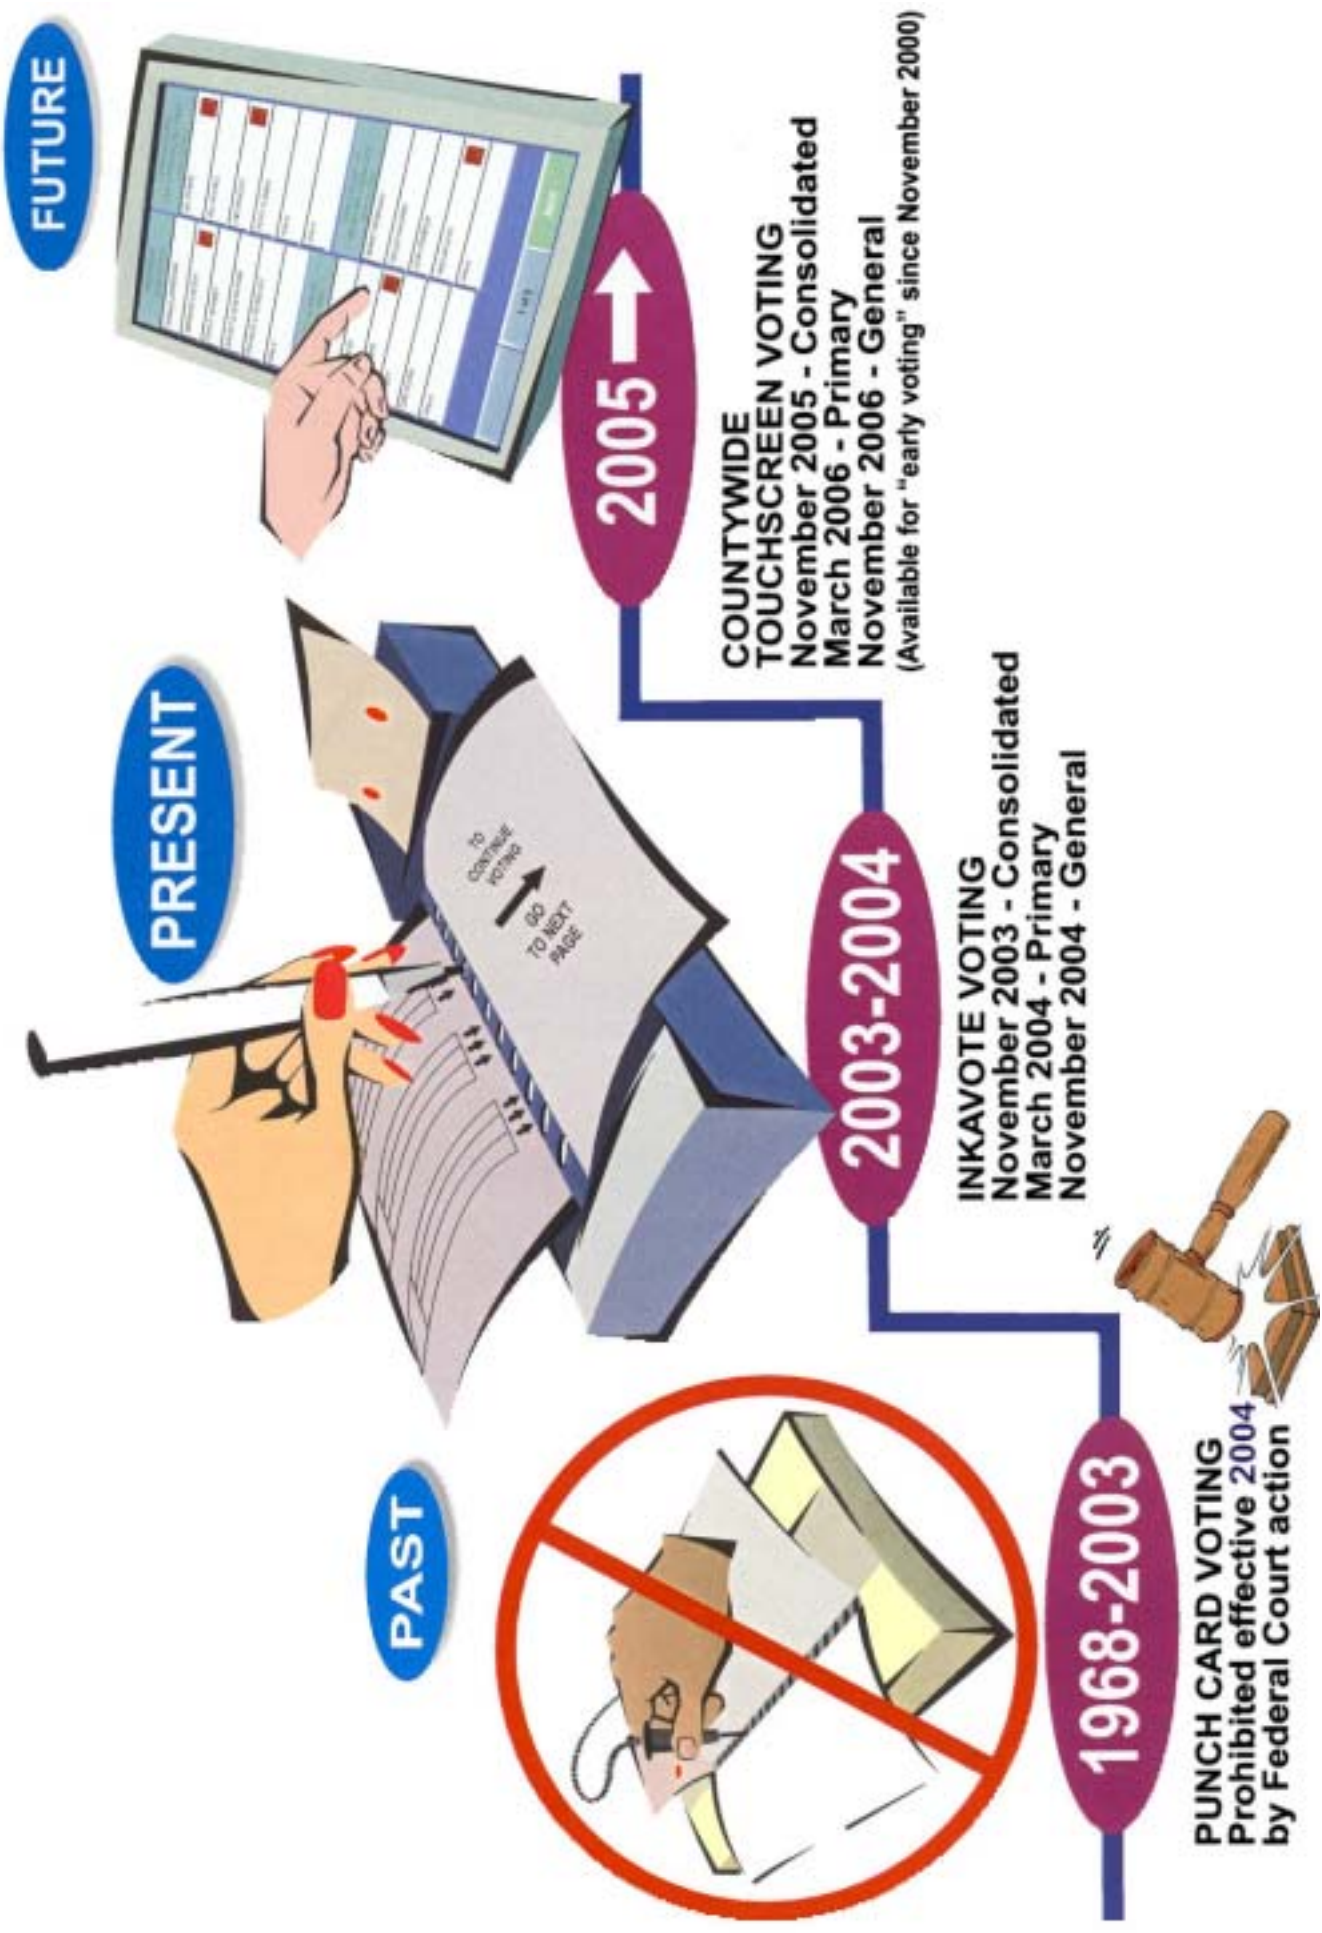 PAST
1968-2003
PUNCH CARD VOTING
Prohibited effective 2004
by Federal Court action
PRESENT
TO
CONTINUE
VOTING
GO
TO NEXT
PAGE
2003-2004
INKAVOTE VOTING
November 2003 - Consolidated
March 2004 - Primary
November 2004 - General
FUTURE
2005
COUNTYWIDE
TOUCHSCREEN VOTING
November 2005 - Consolidated
March 2006 - Primary
November 2006 - General
(Available for "early voting" since November 2000)